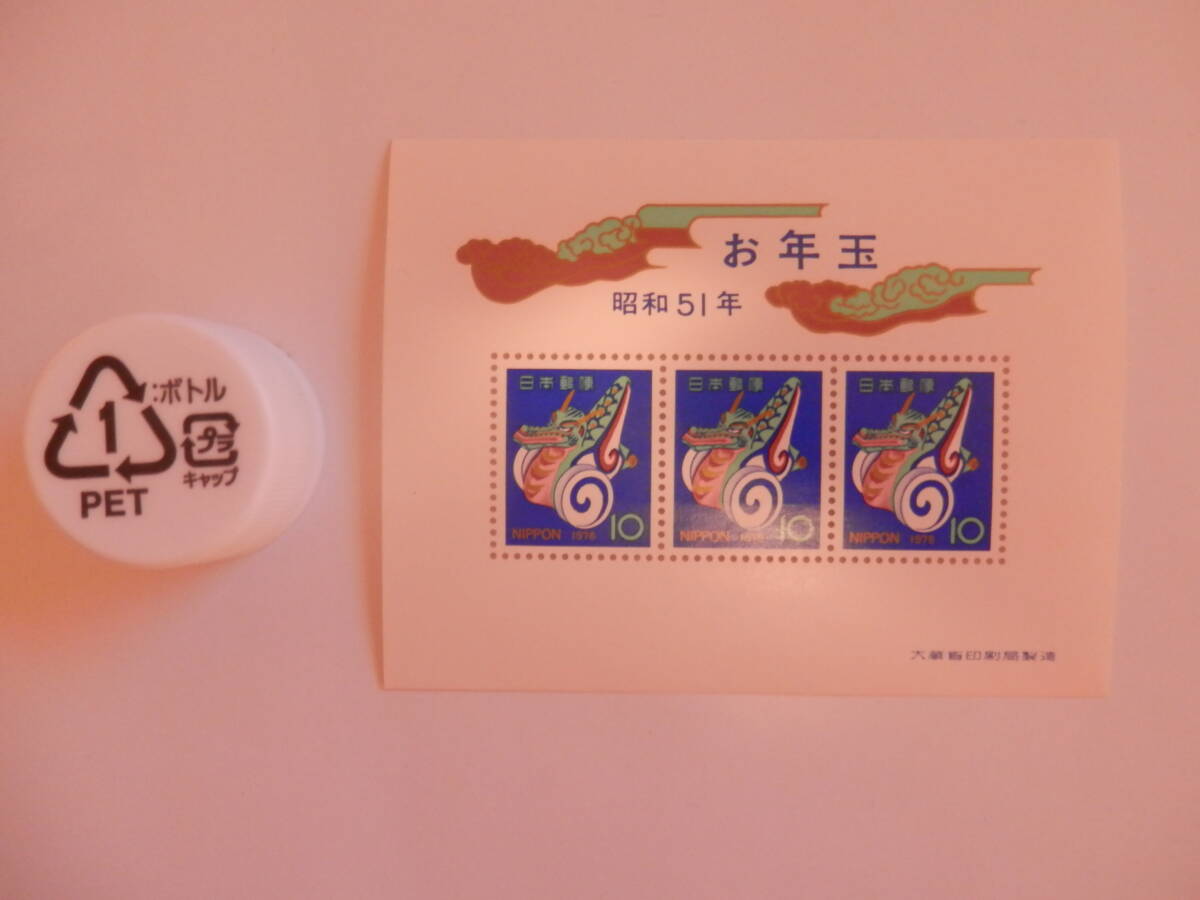 :ボトル
1
プラ
キャップ
PET
お年玉
昭和51年
日本郵便
NIPPON 1976 10
日本郵便
NIPPON 1976 10
日本郵便
NIPPON 1976 10
大蔵省印刷局製造